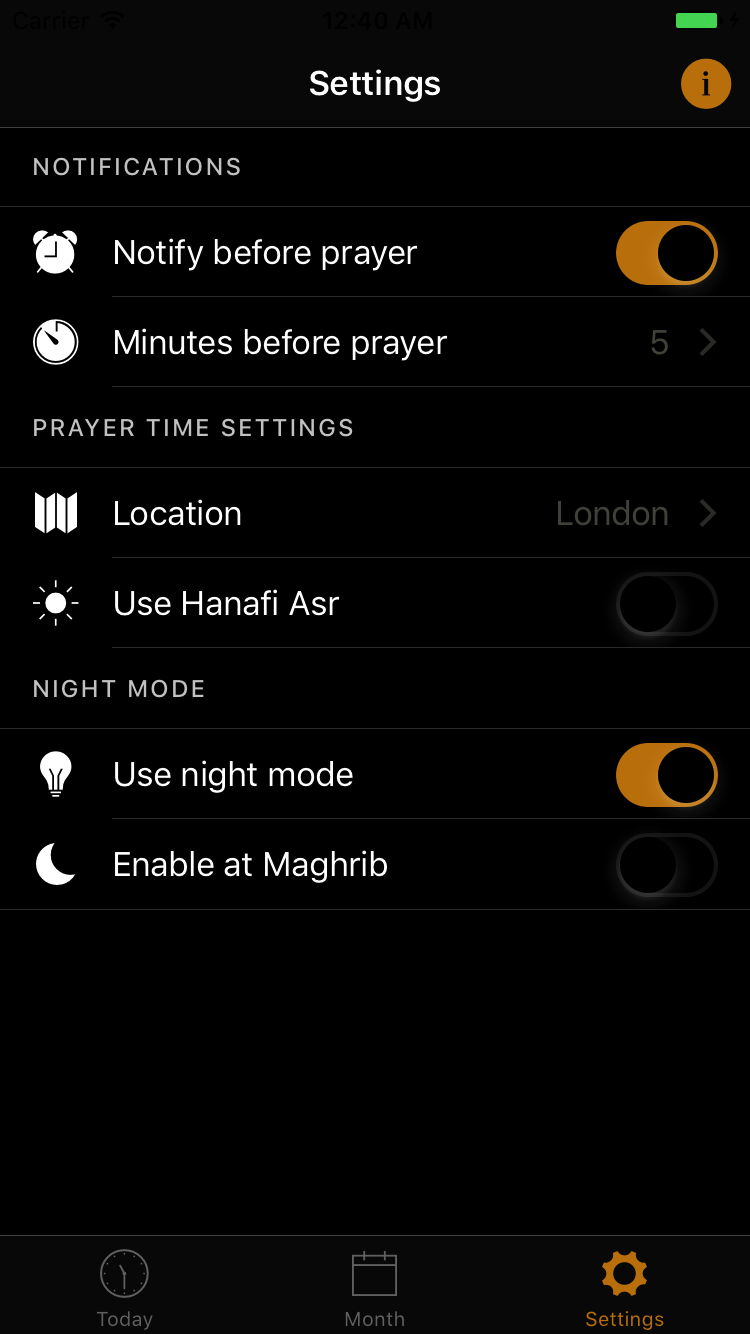 Carrier 12:40 AM
Settings i
NOTIFICATIONS
Notify before prayer
Minutes before prayer 5
PRAYER TIME SETTINGS
Location London
Use Hanafi Asr
NIGHT MODE
Use night mode
Enable at Maghrib
Today Month Settings